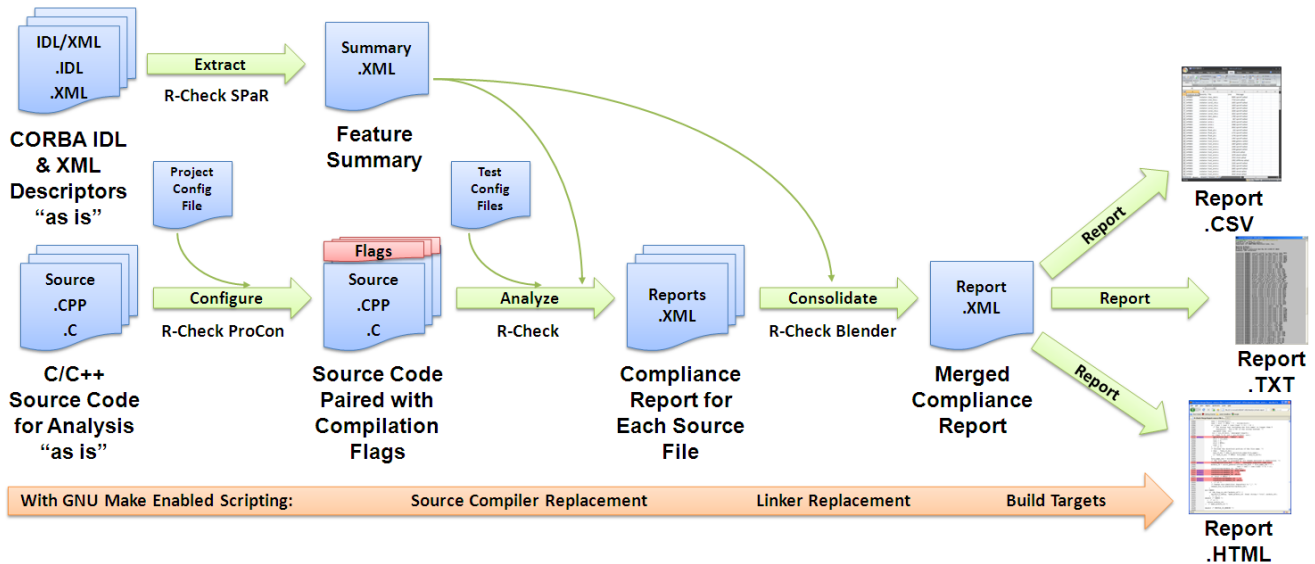 IDL/XML
.IDL
.XML
Extract
R-Check SPaR
Summary
.XML
CORBA IDL
& XML
Descriptors
“as is”
Feature
Summary
Project
Config
File
Test
Config
Files
Report
Report
.CSV
Source
.CPP
.C
Configure
R-Check ProCon
Flags
Source
.CPP
.C
Analyze
R-Check
Reports
.XML
Consolidate
R-Check Blender
Report
.XML
Report
Report
.TXT
C/C++
Source Code
for Analysis
“as is”
Source Code
Paired with
Compilation
Flags
Compliance
Report for
Each Source
File
Merged
Compliance
Report
Report
With GNU Make Enabled Scripting:
Source Compiler Replacement
Linker Replacement
Build Targets
Report
.HTML